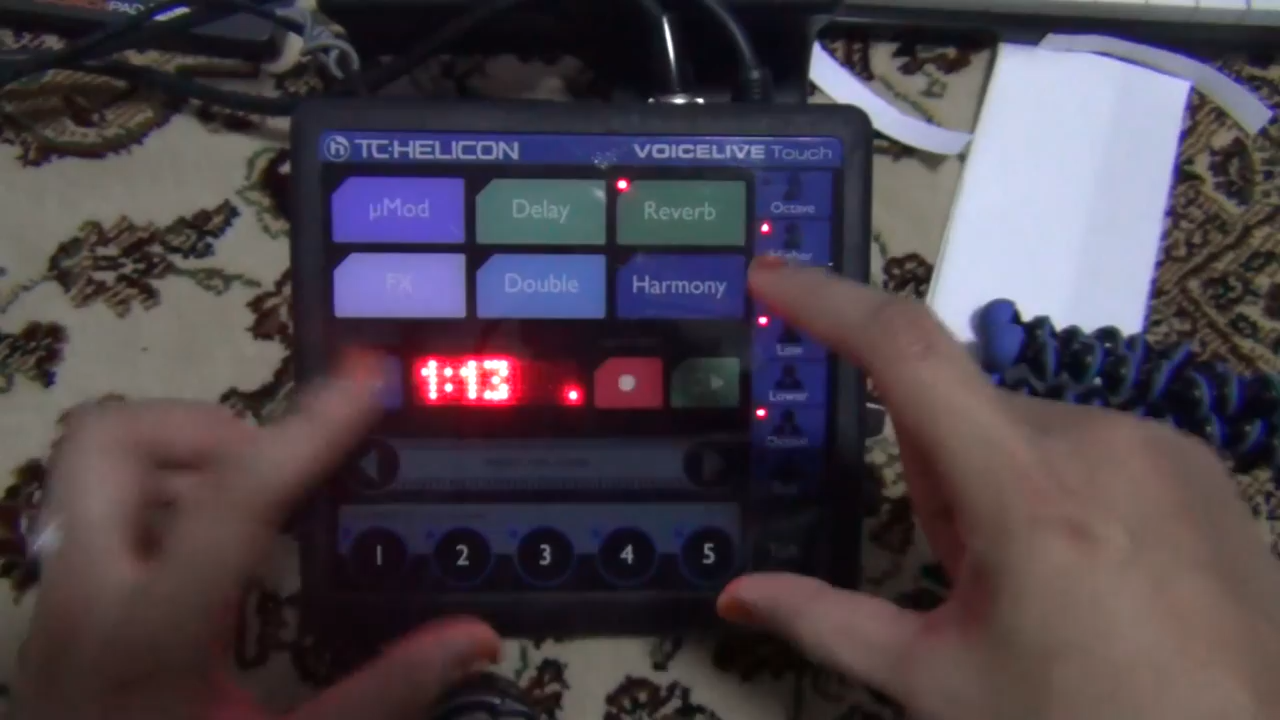 TC·HELICON
VOICELIVE Touch
µMod
Delay
Reverb
Octave
Higher
FX
Double
Harmony
Low
1:13
Lower
1
2
3
4
5